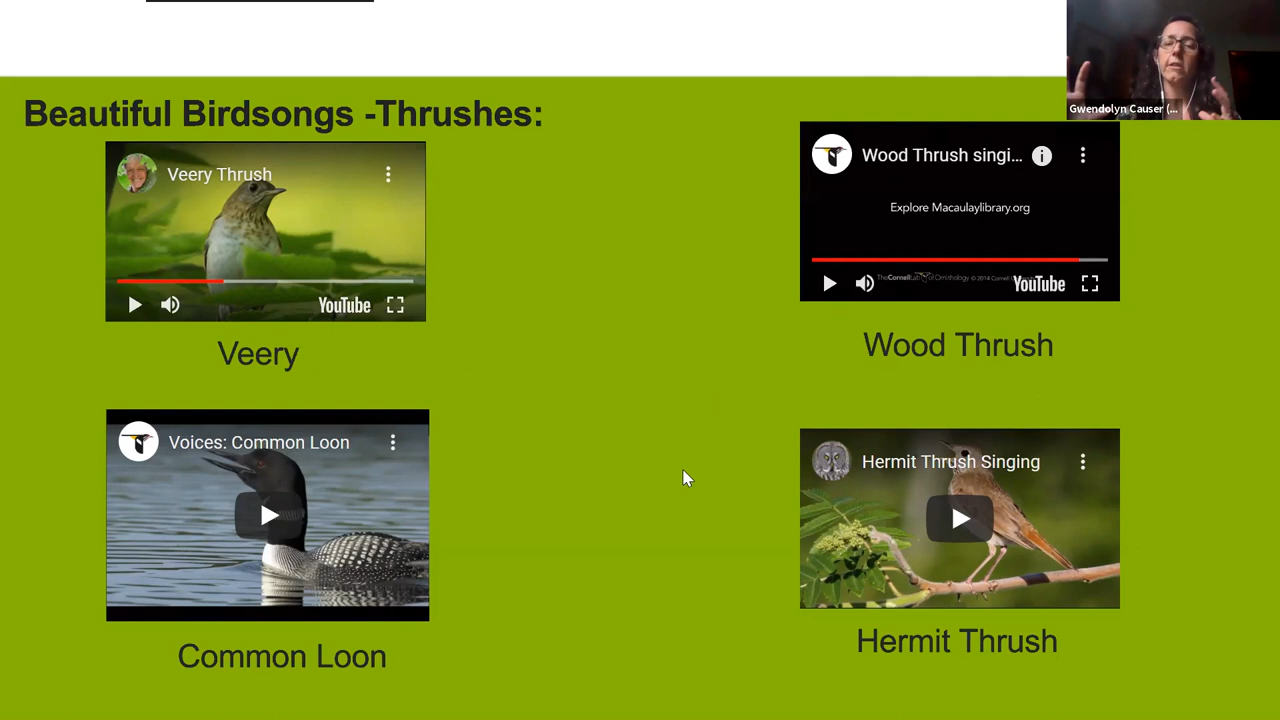 Gwendolyn Causer (...
Beautiful Birdsongs -Thrushes:
Veery Thrush
YouTube
Veery
Wood Thrush singi...
Explore Macaulaylibrary.org
YouTube
Wood Thrush
Voices: Common Loon
Common Loon
Hermit Thrush Singing
Hermit Thrush